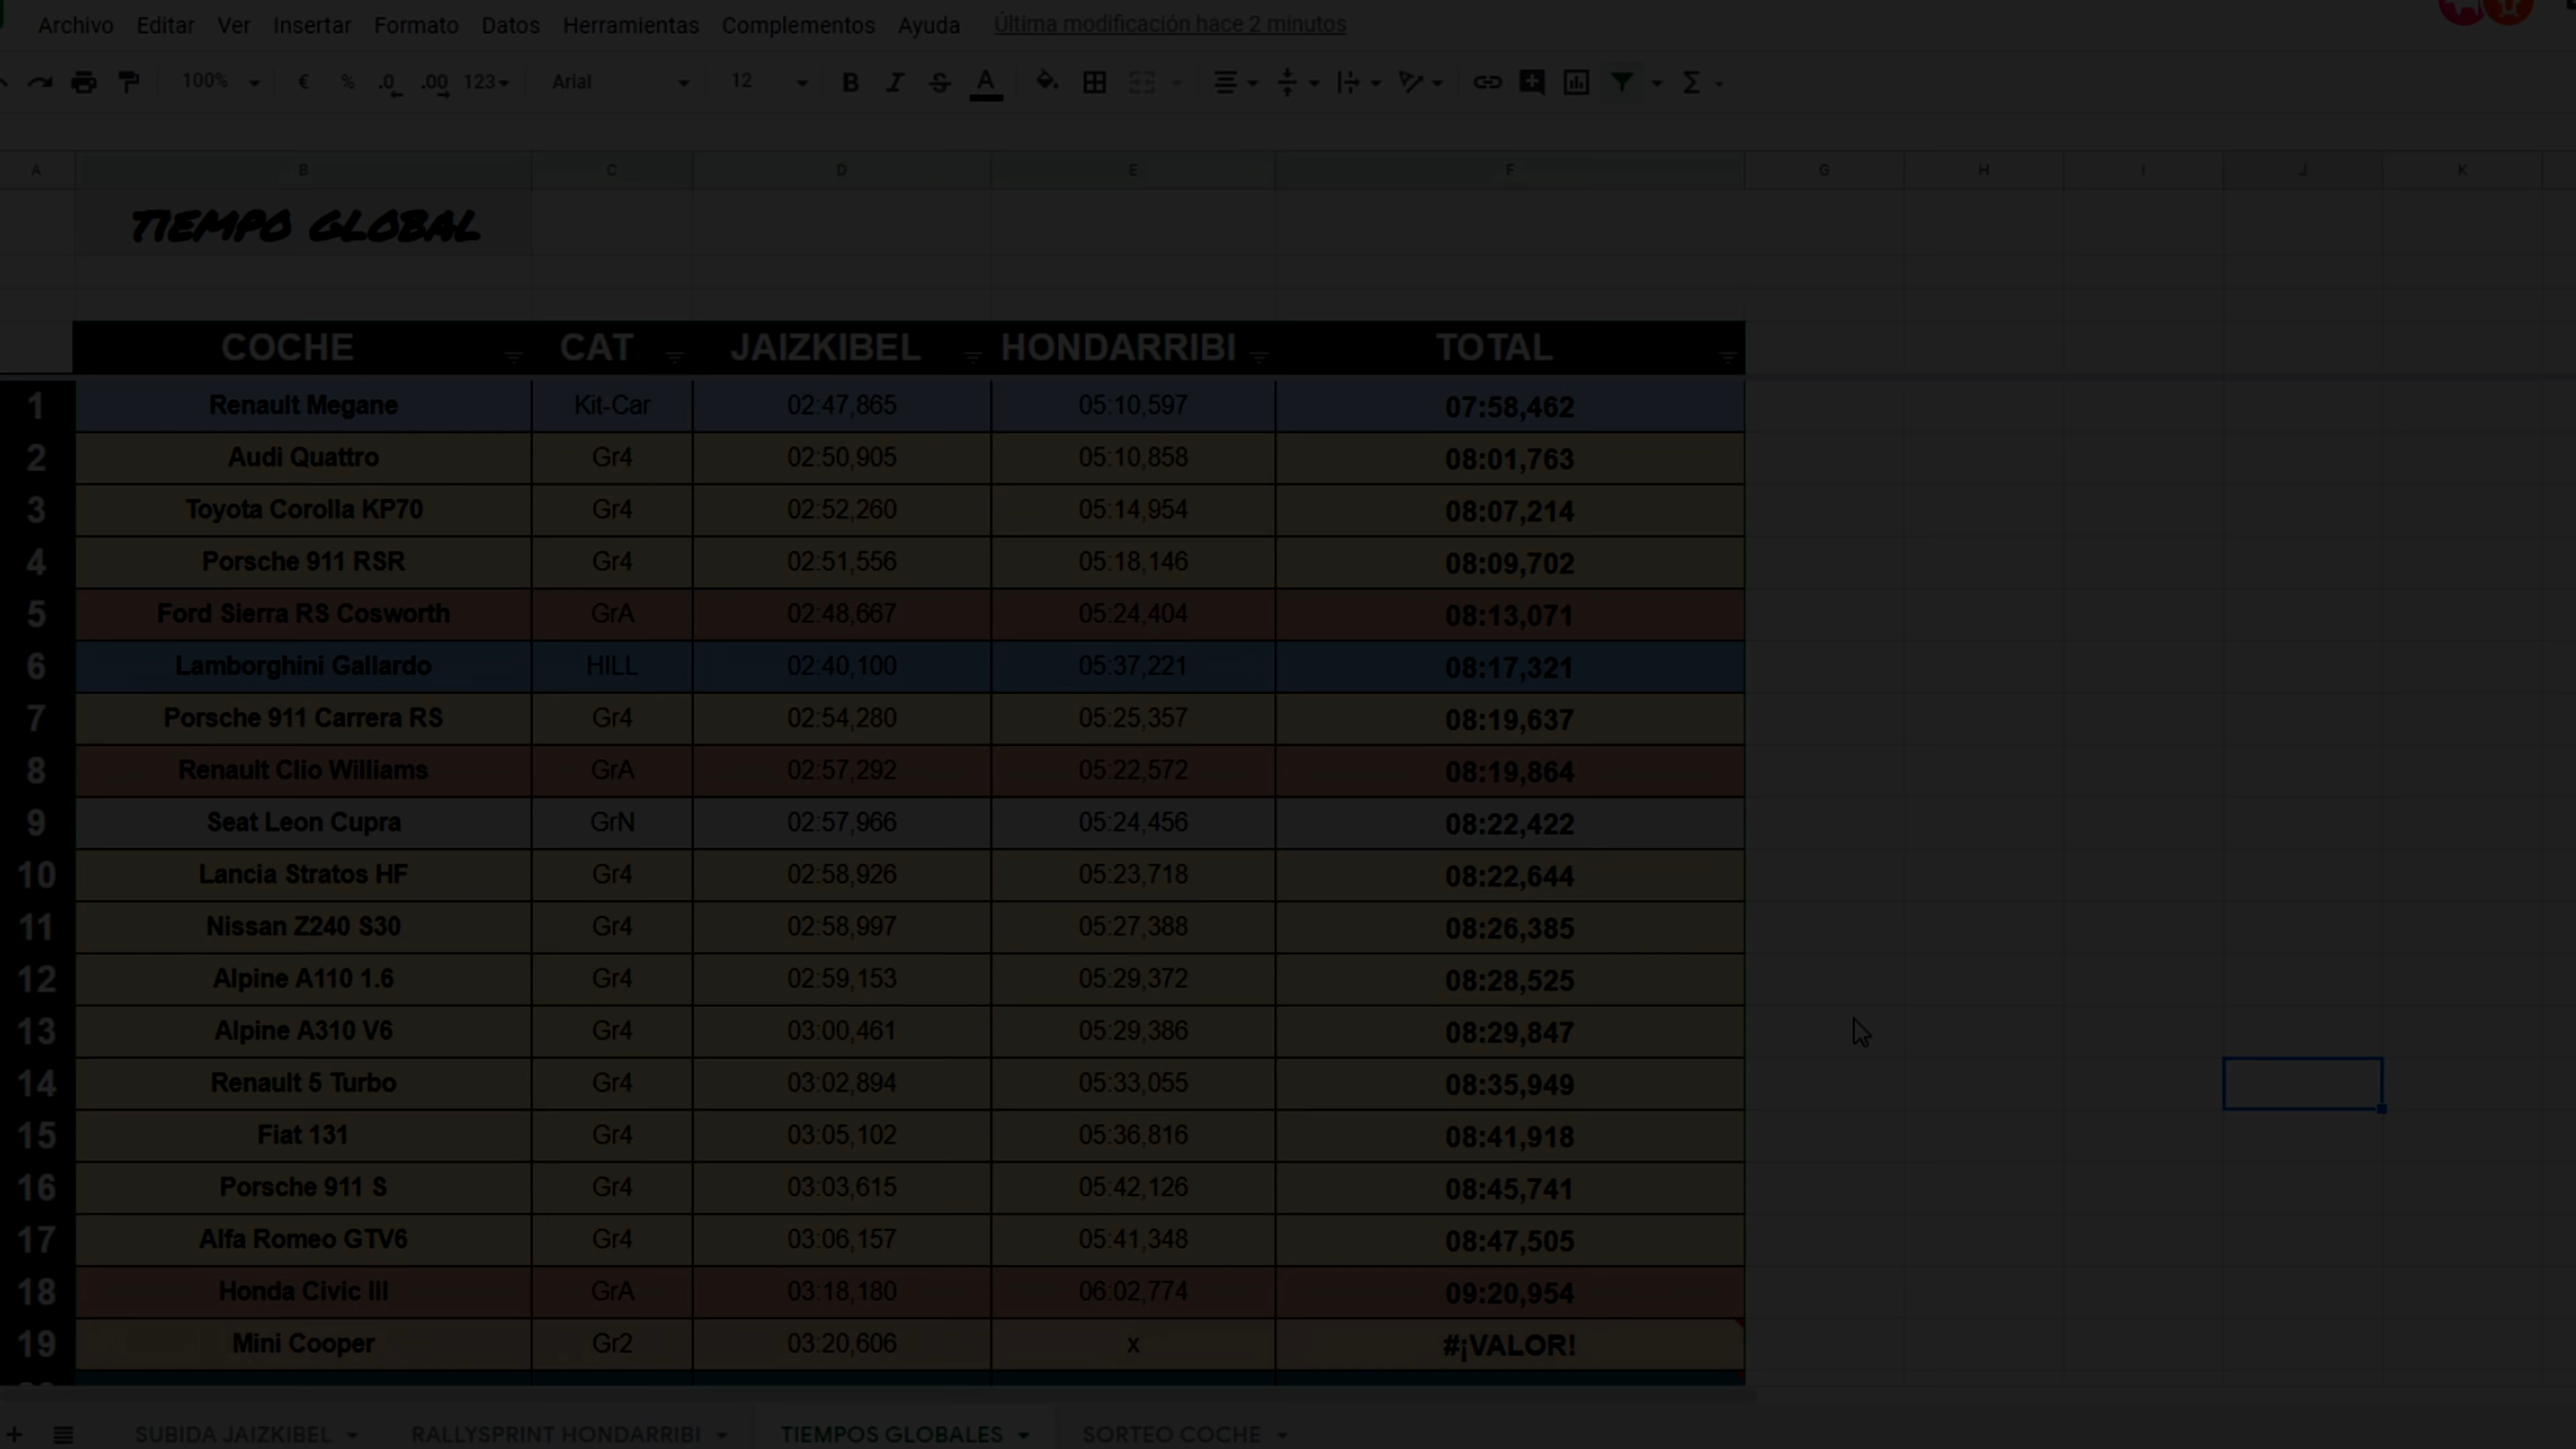 Archivo Editar Ver Insertar Formato Datos Herramientas Complementos Ayuda Última modificación hace 2 minutos
100% € % .0 .00 123 Arial 12 B I S A Σ
A B C D E F G H I J K
TIEMPO GLOBAL
COCHE CAT JAIZKIBEL HONDARRIBI TOTAL
1 Renault Megane Kit-Car 02:47,865 05:10,597 07:58,462
2 Audi Quattro Gr4 02:50,905 05:10,858 08:01,763
3 Toyota Corolla KP70 Gr4 02:52,260 05:14,954 08:07,214
4 Porsche 911 RSR Gr4 02:51,556 05:18,146 08:09,702
5 Ford Sierra RS Cosworth GrA 02:48,667 05:24,404 08:13,071
6 Lamborghini Gallardo HILL 02:40,100 05:37,221 08:17,321
7 Porsche 911 Carrera RS Gr4 02:54,280 05:25,357 08:19,637
8 Renault Clio Williams GrA 02:57,292 05:22,572 08:19,864
9 Seat Leon Cupra GrN 02:57,966 05:24,456 08:22,422
10 Lancia Stratos HF Gr4 02:58,926 05:23,718 08:22,644
11 Nissan Z240 S30 Gr4 02:58,997 05:27,388 08:26,385
12 Alpine A110 1.6 Gr4 02:59,153 05:29,372 08:28,525
13 Alpine A310 V6 Gr4 03:00,461 05:29,386 08:29,847
14 Renault 5 Turbo Gr4 03:02,894 05:33,055 08:35,949
15 Fiat 131 Gr4 03:05,102 05:36,816 08:41,918
16 Porsche 911 S Gr4 03:03,615 05:42,126 08:45,741
17 Alfa Romeo GTV6 Gr4 03:06,157 05:41,348 08:47,505
18 Honda Civic III GrA 03:18,180 06:02,774 09:20,954
19 Mini Cooper Gr2 03:20,606 x #¡VALOR!
SUBIDA JAIZKIBEL RALLYSPRINT HONDARRIBI TIEMPOS GLOBALES SORTEO COCHE